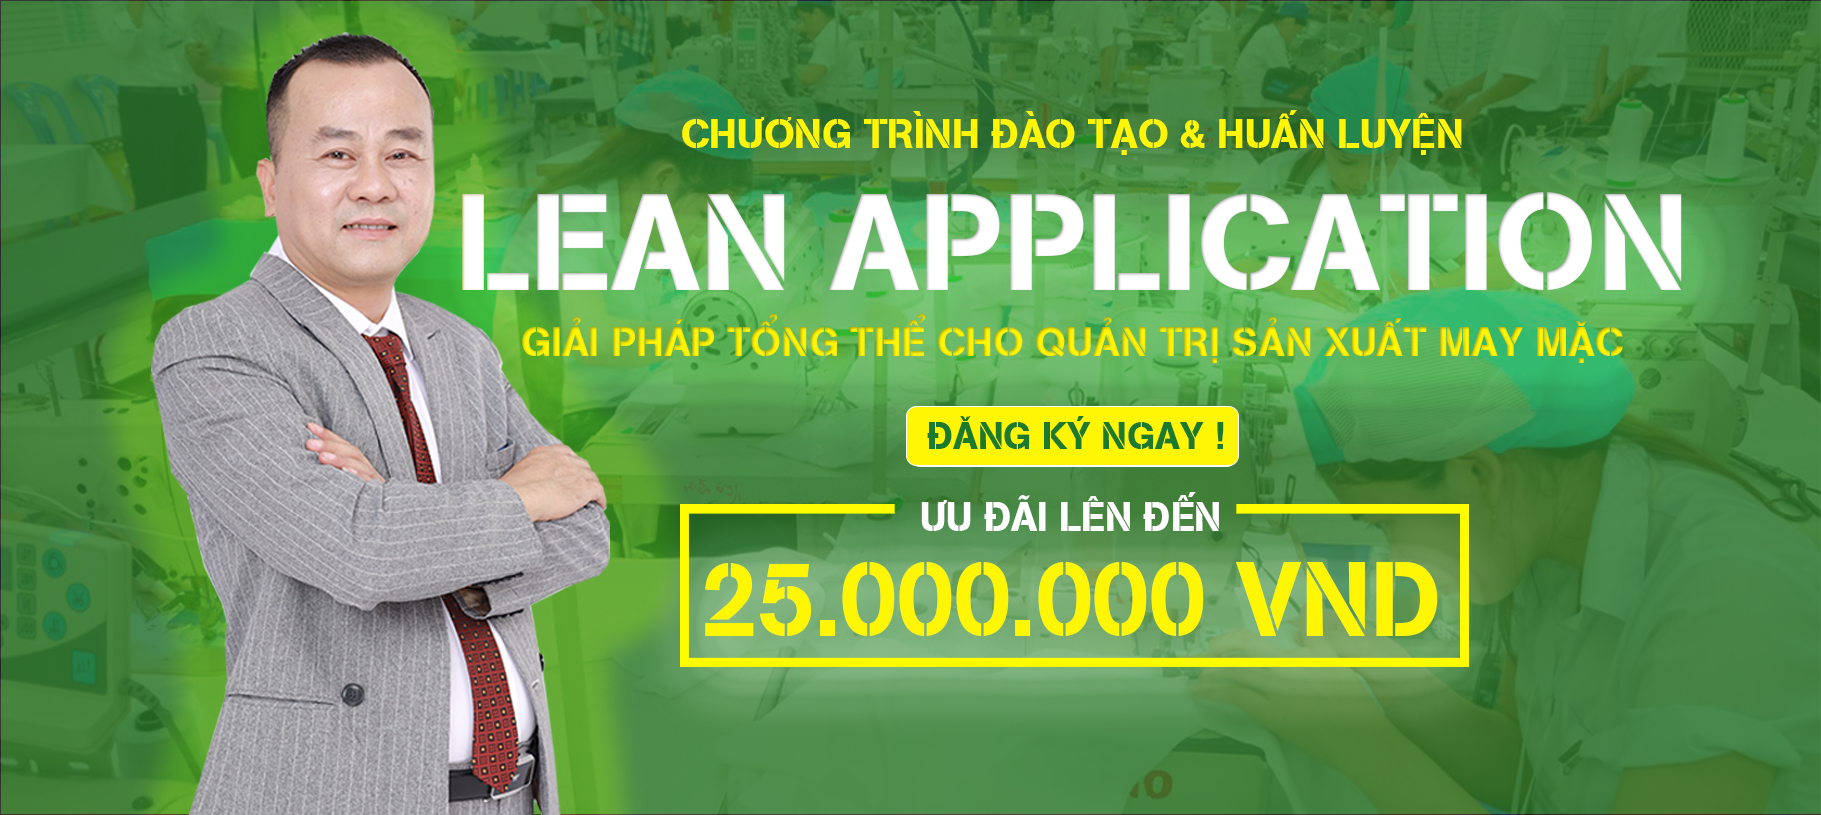 CHƯƠNG TRÌNH ĐÀO TẠO & HUẤN LUYỆN
LEAN APPLICATION
GIẢI PHÁP TỔNG THỂ CHO QUẢN TRỊ SẢN XUẤT MAY MẶC
ĐĂNG KÝ NGAY !
ƯU ĐÃI LÊN ĐẾN
25.000.000 VND